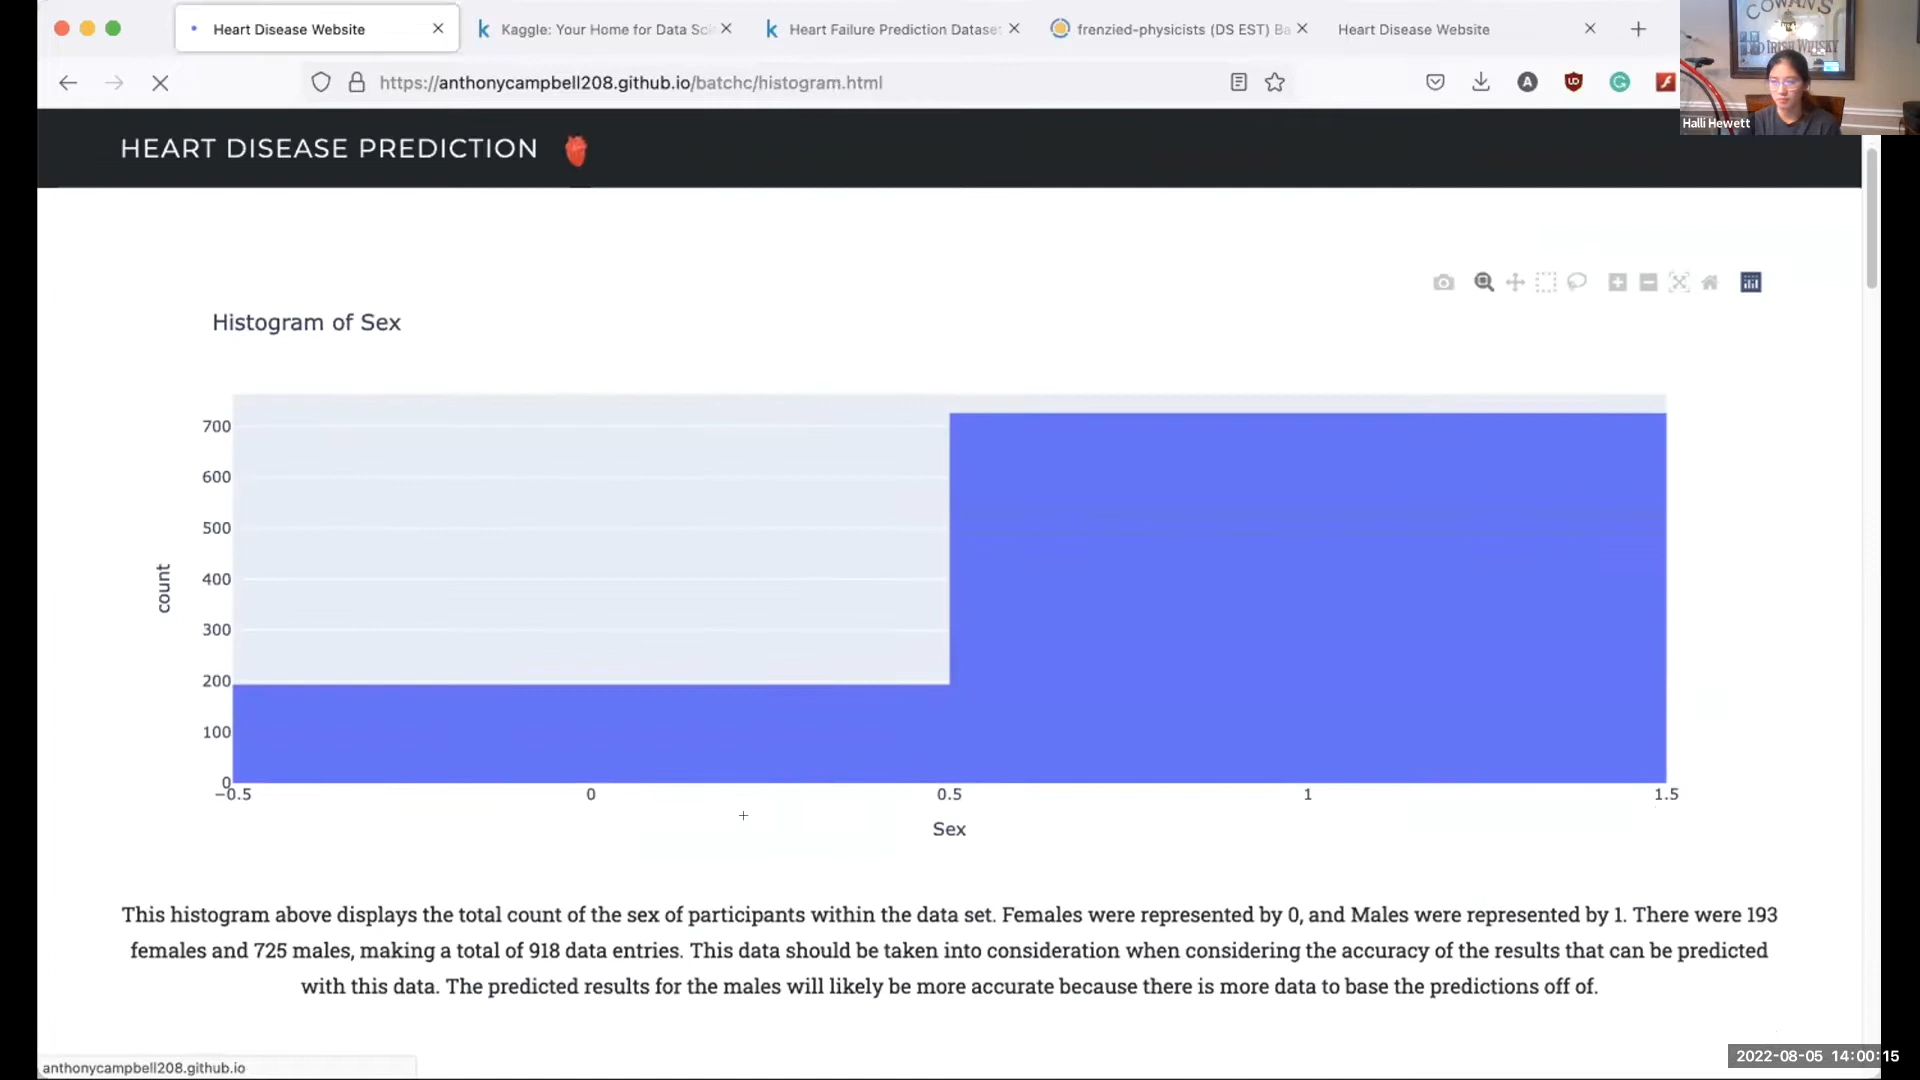 Heart Disease Website
Kaggle: Your Home for Data Sci
Heart Failure Prediction Dataset
frenzied-physicists (DS EST) Ba
Heart Disease Website
https://anthonycampbell208.github.io/batchc/histogram.html
COWAN'S
IRISH WHISKY
Halli Hewett
HEART DISEASE PREDICTION
Histogram of Sex
700
600
500
400
300
200
100
0
count
−0.5
0
0.5
1
1.5
Sex
This histogram above displays the total count of the sex of participants within the data set. Females were represented by 0, and Males were represented by 1. There were 193
females and 725 males, making a total of 918 data entries. This data should be taken into consideration when considering the accuracy of the results that can be predicted
with this data. The predicted results for the males will likely be more accurate because there is more data to base the predictions off of.
anthonycampbell208.github.io
2022-08-05 14:00:15